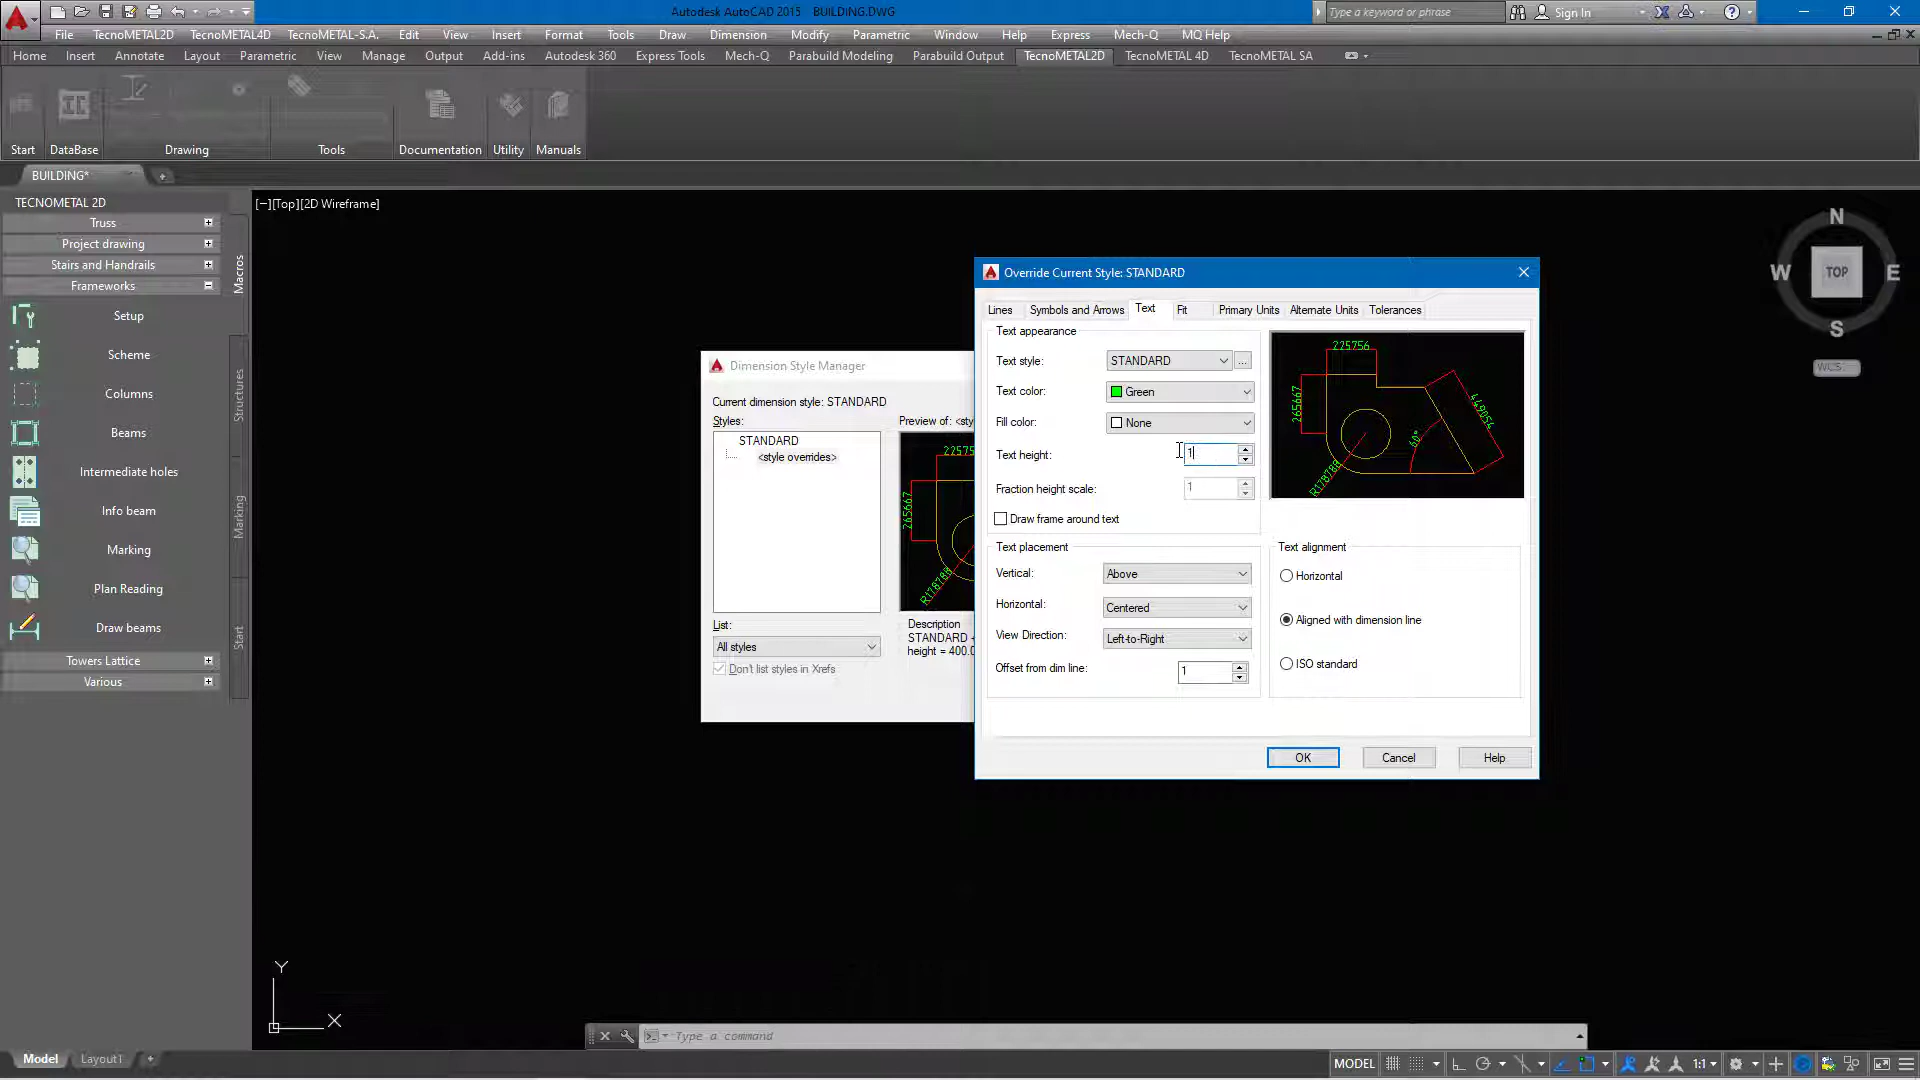 Autodesk AutoCAD 2015   BUILDING.DWG
Type a keyword or phrase
Sign In
File TecnoMETAL2D TecnoMETAL4D TecnoMETAL-S.A. Edit View Insert Format Tools Draw Dimension Modify Parametric Window Help Express Mech-Q MQ Help
Home Insert Annotate Layout Parametric View Manage Output Add-ins Autodesk 360 Express Tools Mech-Q Parabuild Modeling Parabuild Output TecnoMETAL2D TecnoMETAL 4D TecnoMETAL SA
Start DataBase Drawing Tools Documentation Utility Manuals
BUILDING*
TECNOMETAL 2D
[−][Top][2D Wireframe]
Truss
Project drawing
Stairs and Handrails
Frameworks
Setup
Scheme
Columns
Beams
Intermediate holes
Info beam
Marking
Plan Reading
Draw beams
Towers Lattice
Various
Macros
Structures
Marking
Start
N
W TOP E
S
WCS
Dimension Style Manager
Current dimension style: STANDARD
Styles:
STANDARD
<style overrides>
Preview of: <sty
22575
265667
R178788
List:
All styles
Don't list styles in Xrefs
Description
STANDARD +
height = 400.0
Override Current Style: STANDARD
Lines Symbols and Arrows Text Fit Primary Units Alternate Units Tolerances
Text appearance
Text style: STANDARD ...
Text color: Green
Fill color: None
Text height: 1
Fraction height scale: 1
Draw frame around text
225756
265667
449054
60°
R178788
Text placement
Vertical: Above
Horizontal: Centered
View Direction: Left-to-Right
Offset from dim line: 1
Text alignment
Horizontal
Aligned with dimension line
ISO standard
OK Cancel Help
Y
X
Type a command
Model Layout1 +
MODEL 1:1